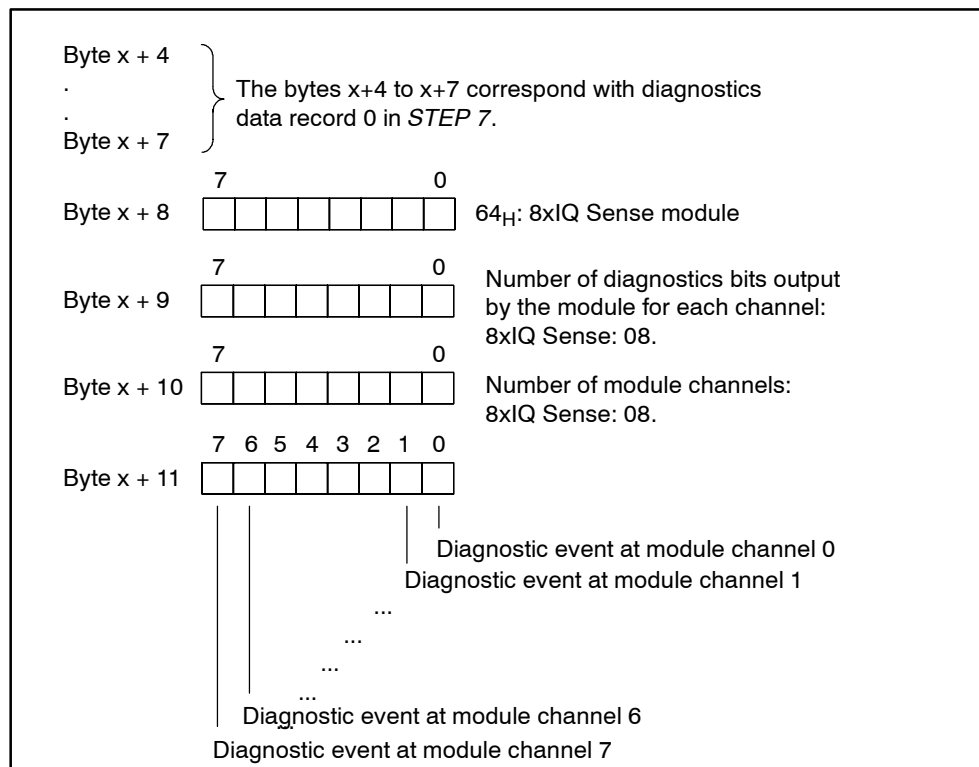 Byte x + 4
.
.
Byte x + 7
The bytes x+4 to x+7 correspond with diagnostics
data record 0 in STEP 7.
7 0
Byte x + 8
64H: 8xIQ Sense module
7 0
Byte x + 9
Number of diagnostics bits output
by the module for each channel:
8xIQ Sense: 08.
7 0
Byte x + 10
Number of module channels:
8xIQ Sense: 08.
7 6 5 4 3 2 1 0
Byte x + 11
Diagnostic event at module channel 0
Diagnostic event at module channel 1
...
...
...
...
...
Diagnostic event at module channel 6
Diagnostic event at module channel 7